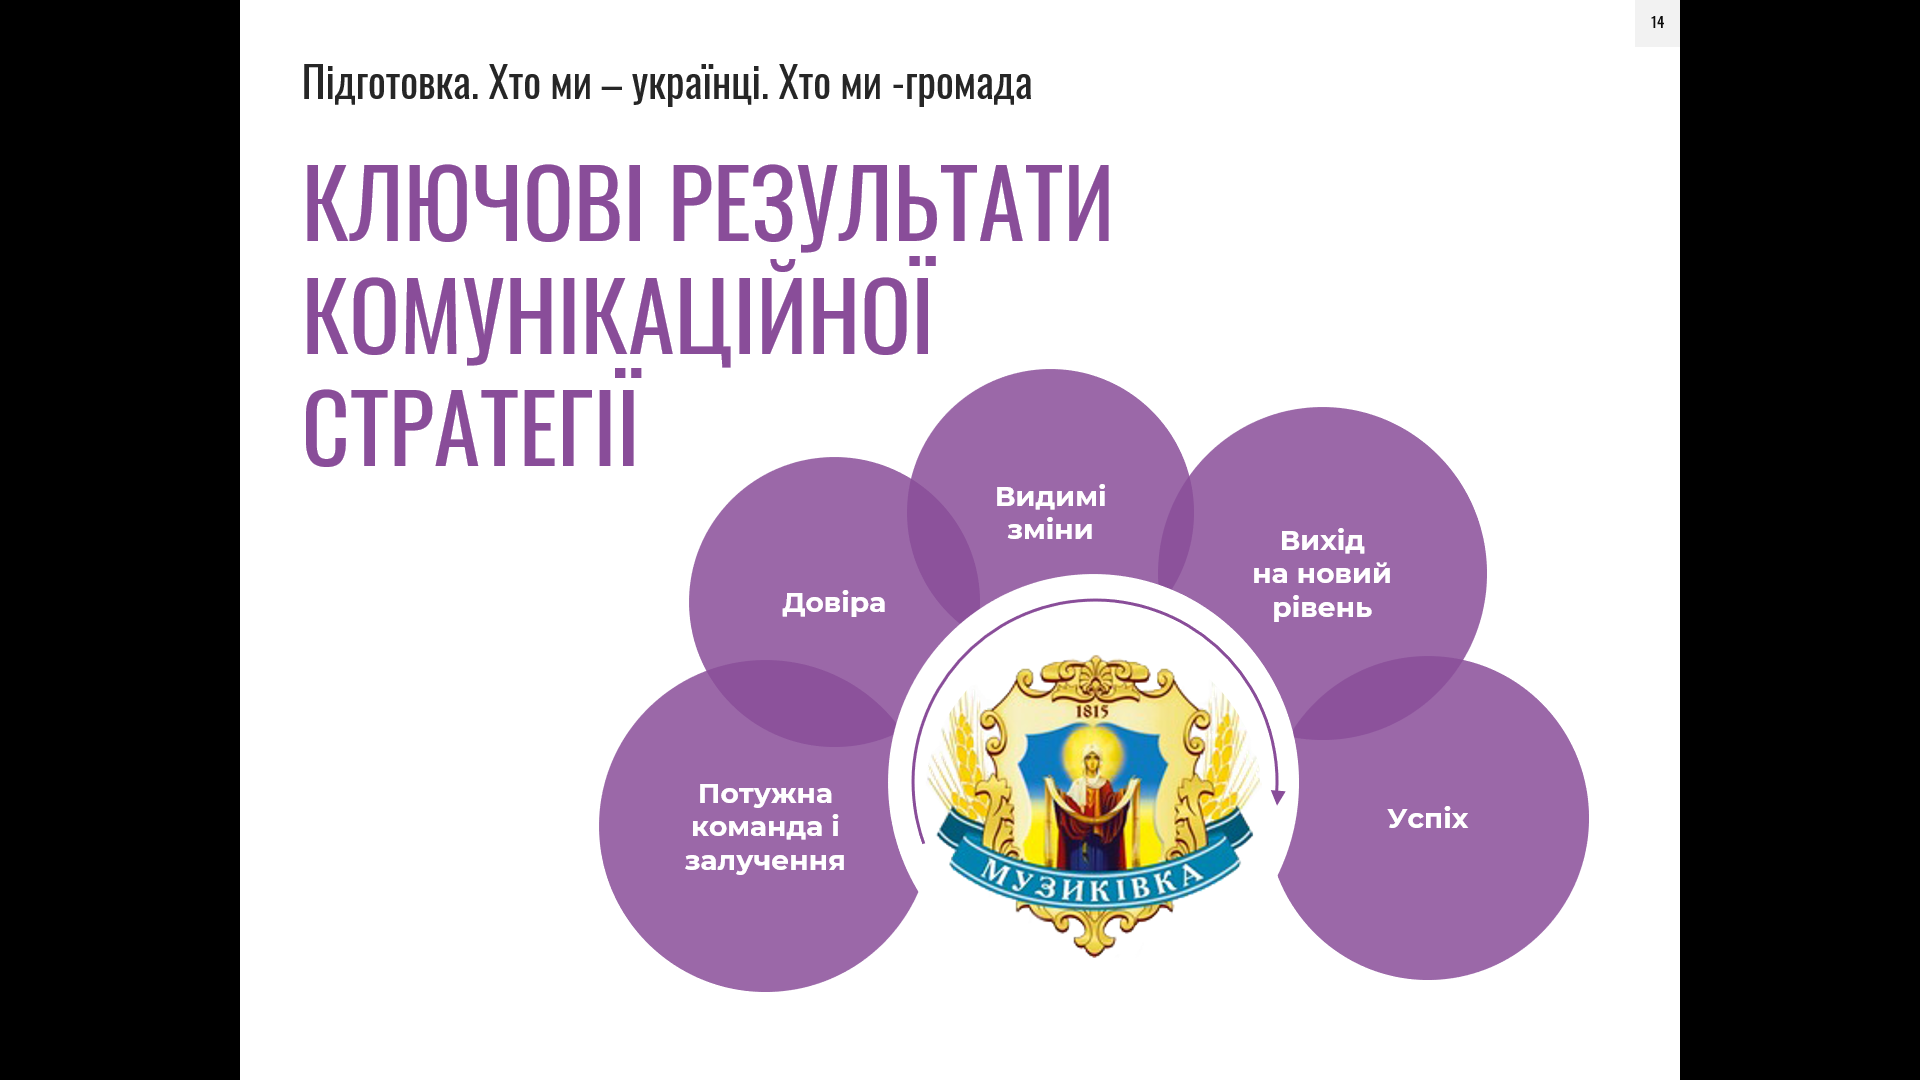 14
Підготовка. Хто ми – українці. Хто ми -громада
КЛЮЧОВІ РЕЗУЛЬТАТИ
КОМУНІКАЦІЙНОЇ
СТРАТЕГІЇ
Видимі
зміни
Вихід
на новий
рівень
Довіра
Потужна
команда і
залучення
Успіх
1815
МУЗИКІВКА